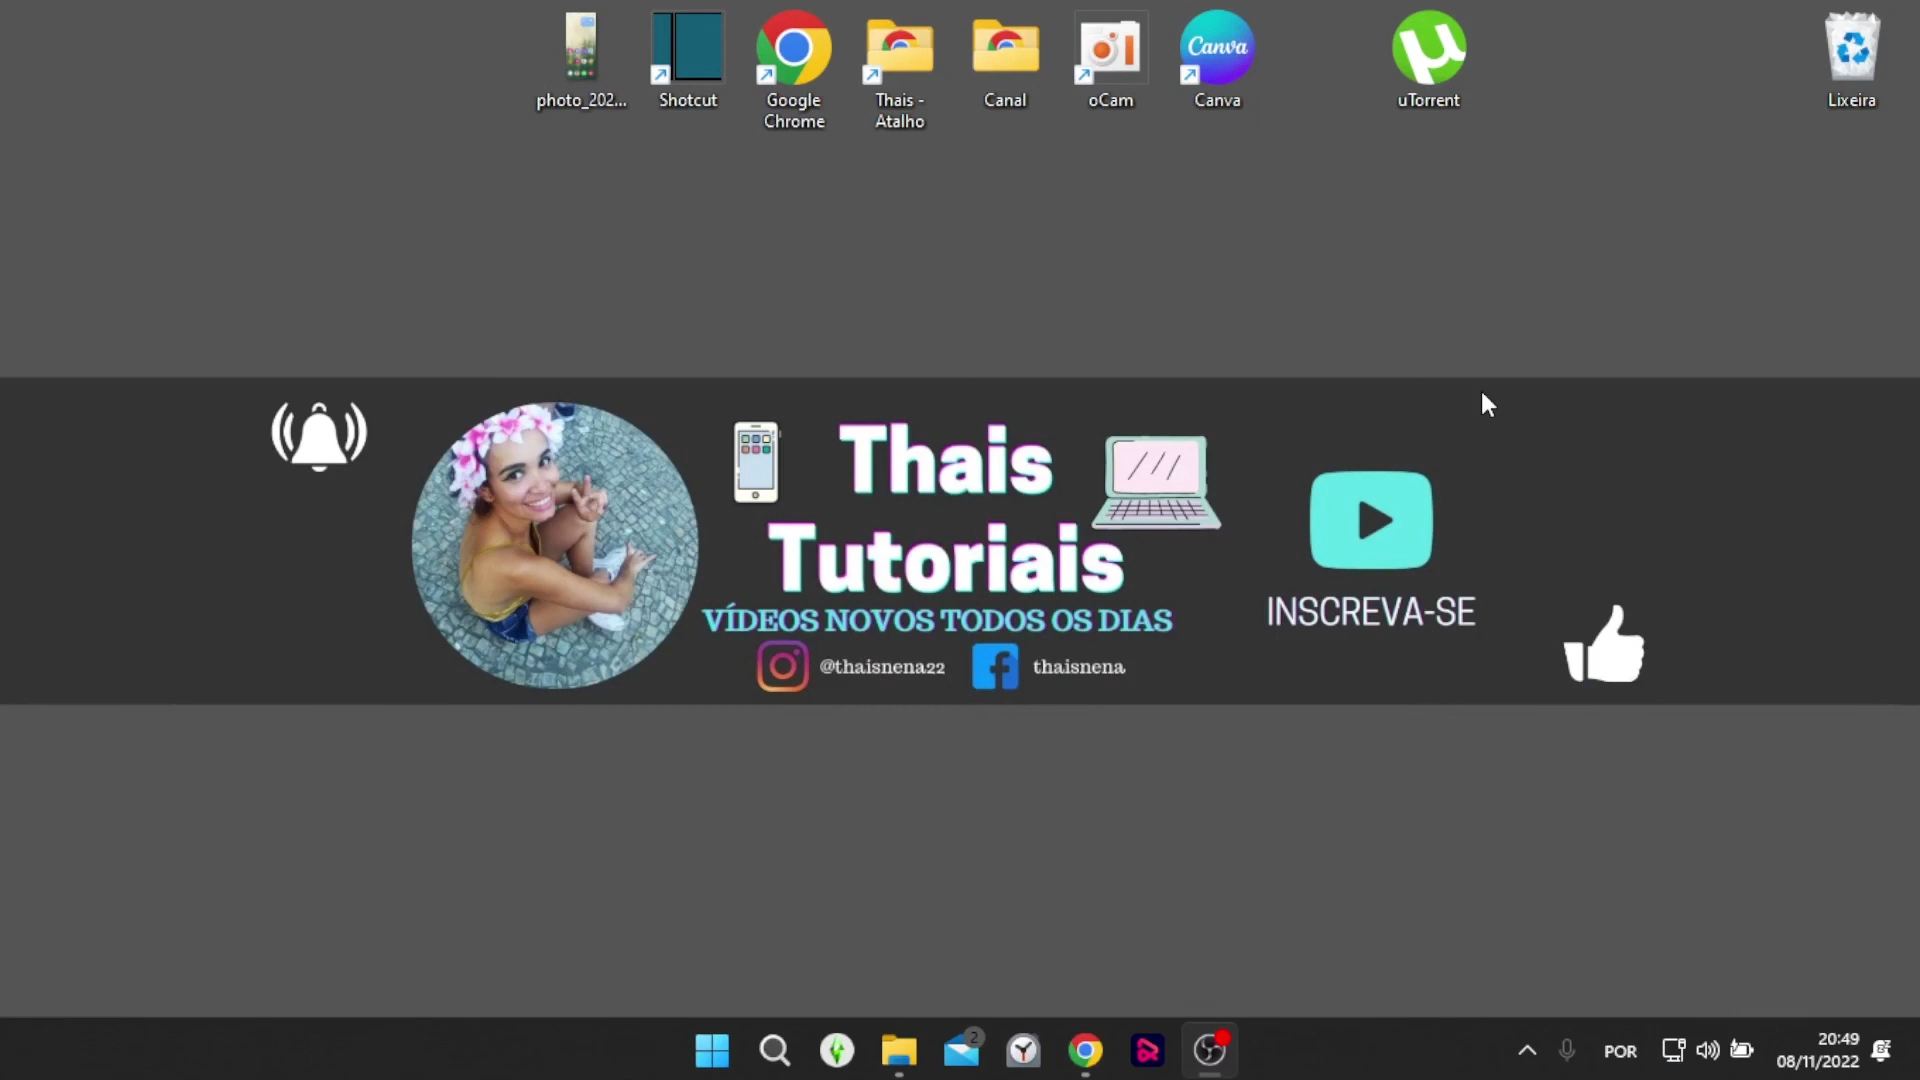 photo_202...
Shotcut
Google
Chrome
Thais -
Atalho
Canal
oCam
Canva
Canva
uTorrent
Lixeira
Thais
Tutoriais
VÍDEOS NOVOS TODOS OS DIAS
@thaisnena22
thaisnena
INSCREVA-SE
2
POR
20:49
08/11/2022